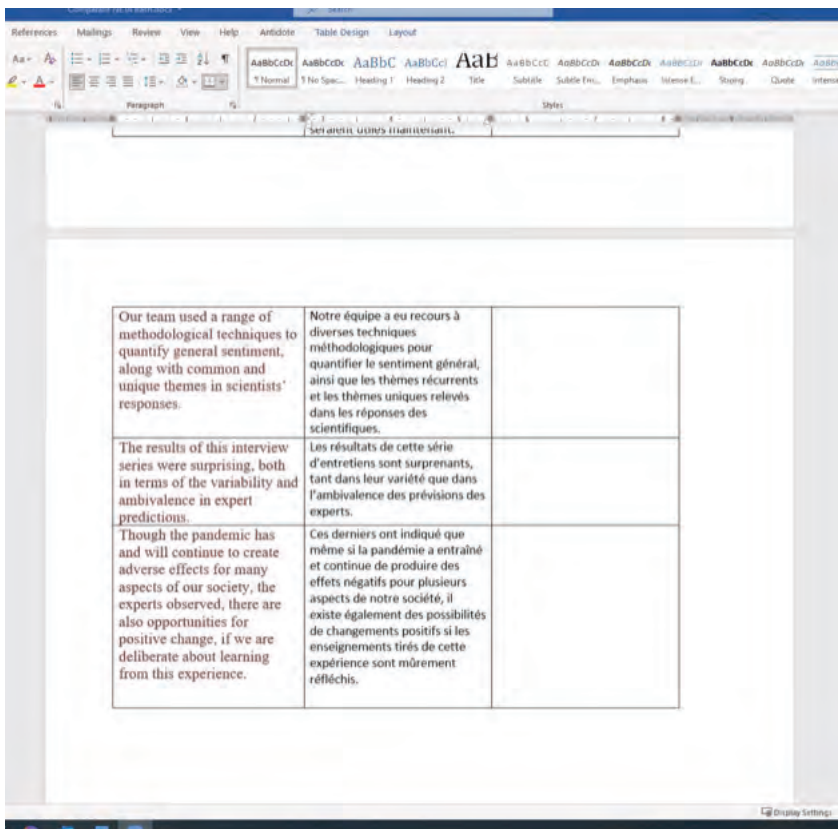 References Mailings Review View Help Antidote Table Design Layout
AaBbCcDc AaBbCcDc AaBbC AaBbCcI AaB AaBbCcC AaBbCcDt AaBbCcDt AaBbCcDt AaBbCcDc AaBbCcDt
Normal No Spac... Heading 1 Heading 2 Title Subtitle Subtle Em... Emphasis Intense E... Strong Quote
Paragraph
Styles
seraient utiles maintenant.
Our team used a range of
methodological techniques to
quantify general sentiment,
along with common and
unique themes in scientists’
responses.
Notre équipe a eu recours à
diverses techniques
méthodologiques pour
quantifier le sentiment général,
ainsi que les thèmes récurrents
et les thèmes uniques relevés
dans les réponses des
scientifiques.
The results of this interview
series were surprising, both
in terms of the variability and
ambivalence in expert
predictions.
Les résultats de cette série
d’entretiens sont surprenants,
tant dans leur variété que dans
l’ambivalence des prévisions des
experts.
Though the pandemic has
and will continue to create
adverse effects for many
aspects of our society, the
experts observed, there are
also opportunities for
positive change, if we are
deliberate about learning
from this experience.
Ces derniers ont indiqué que
même si la pandémie a entraîné
et continue de produire des
effets négatifs pour plusieurs
aspects de notre société, il
existe également des possibilités
de changements positifs si les
enseignements tirés de cette
expérience sont mûrement
réfléchis.
Display Settings